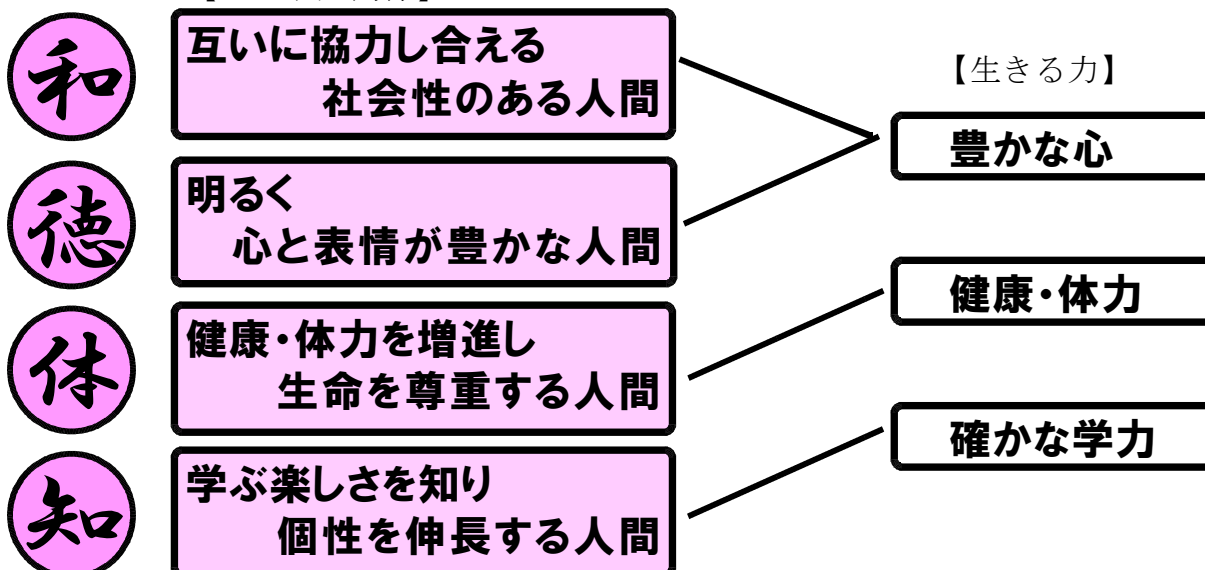 和
互いに協力し合える
社会性のある人間
徳
明るく
心と表情が豊かな人間
体
健康・体力を増進し
生命を尊重する人間
知
学ぶ楽しさを知り
個性を伸長する人間
【生きる力】
豊かな心
健康・体力
確かな学力